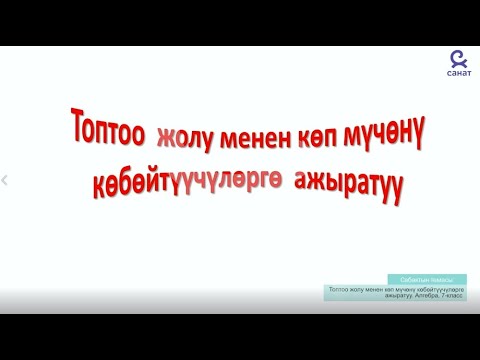 санат
Топтоо жолу менен көп мүчөнү
көбөйтүүчүлөргө ажыратуу
Сабактын темасы:
Топтоо жолу менен көп мүчөнү көбөйтүүчүлөргө
ажыратуу. Алгебра, 7-класс.